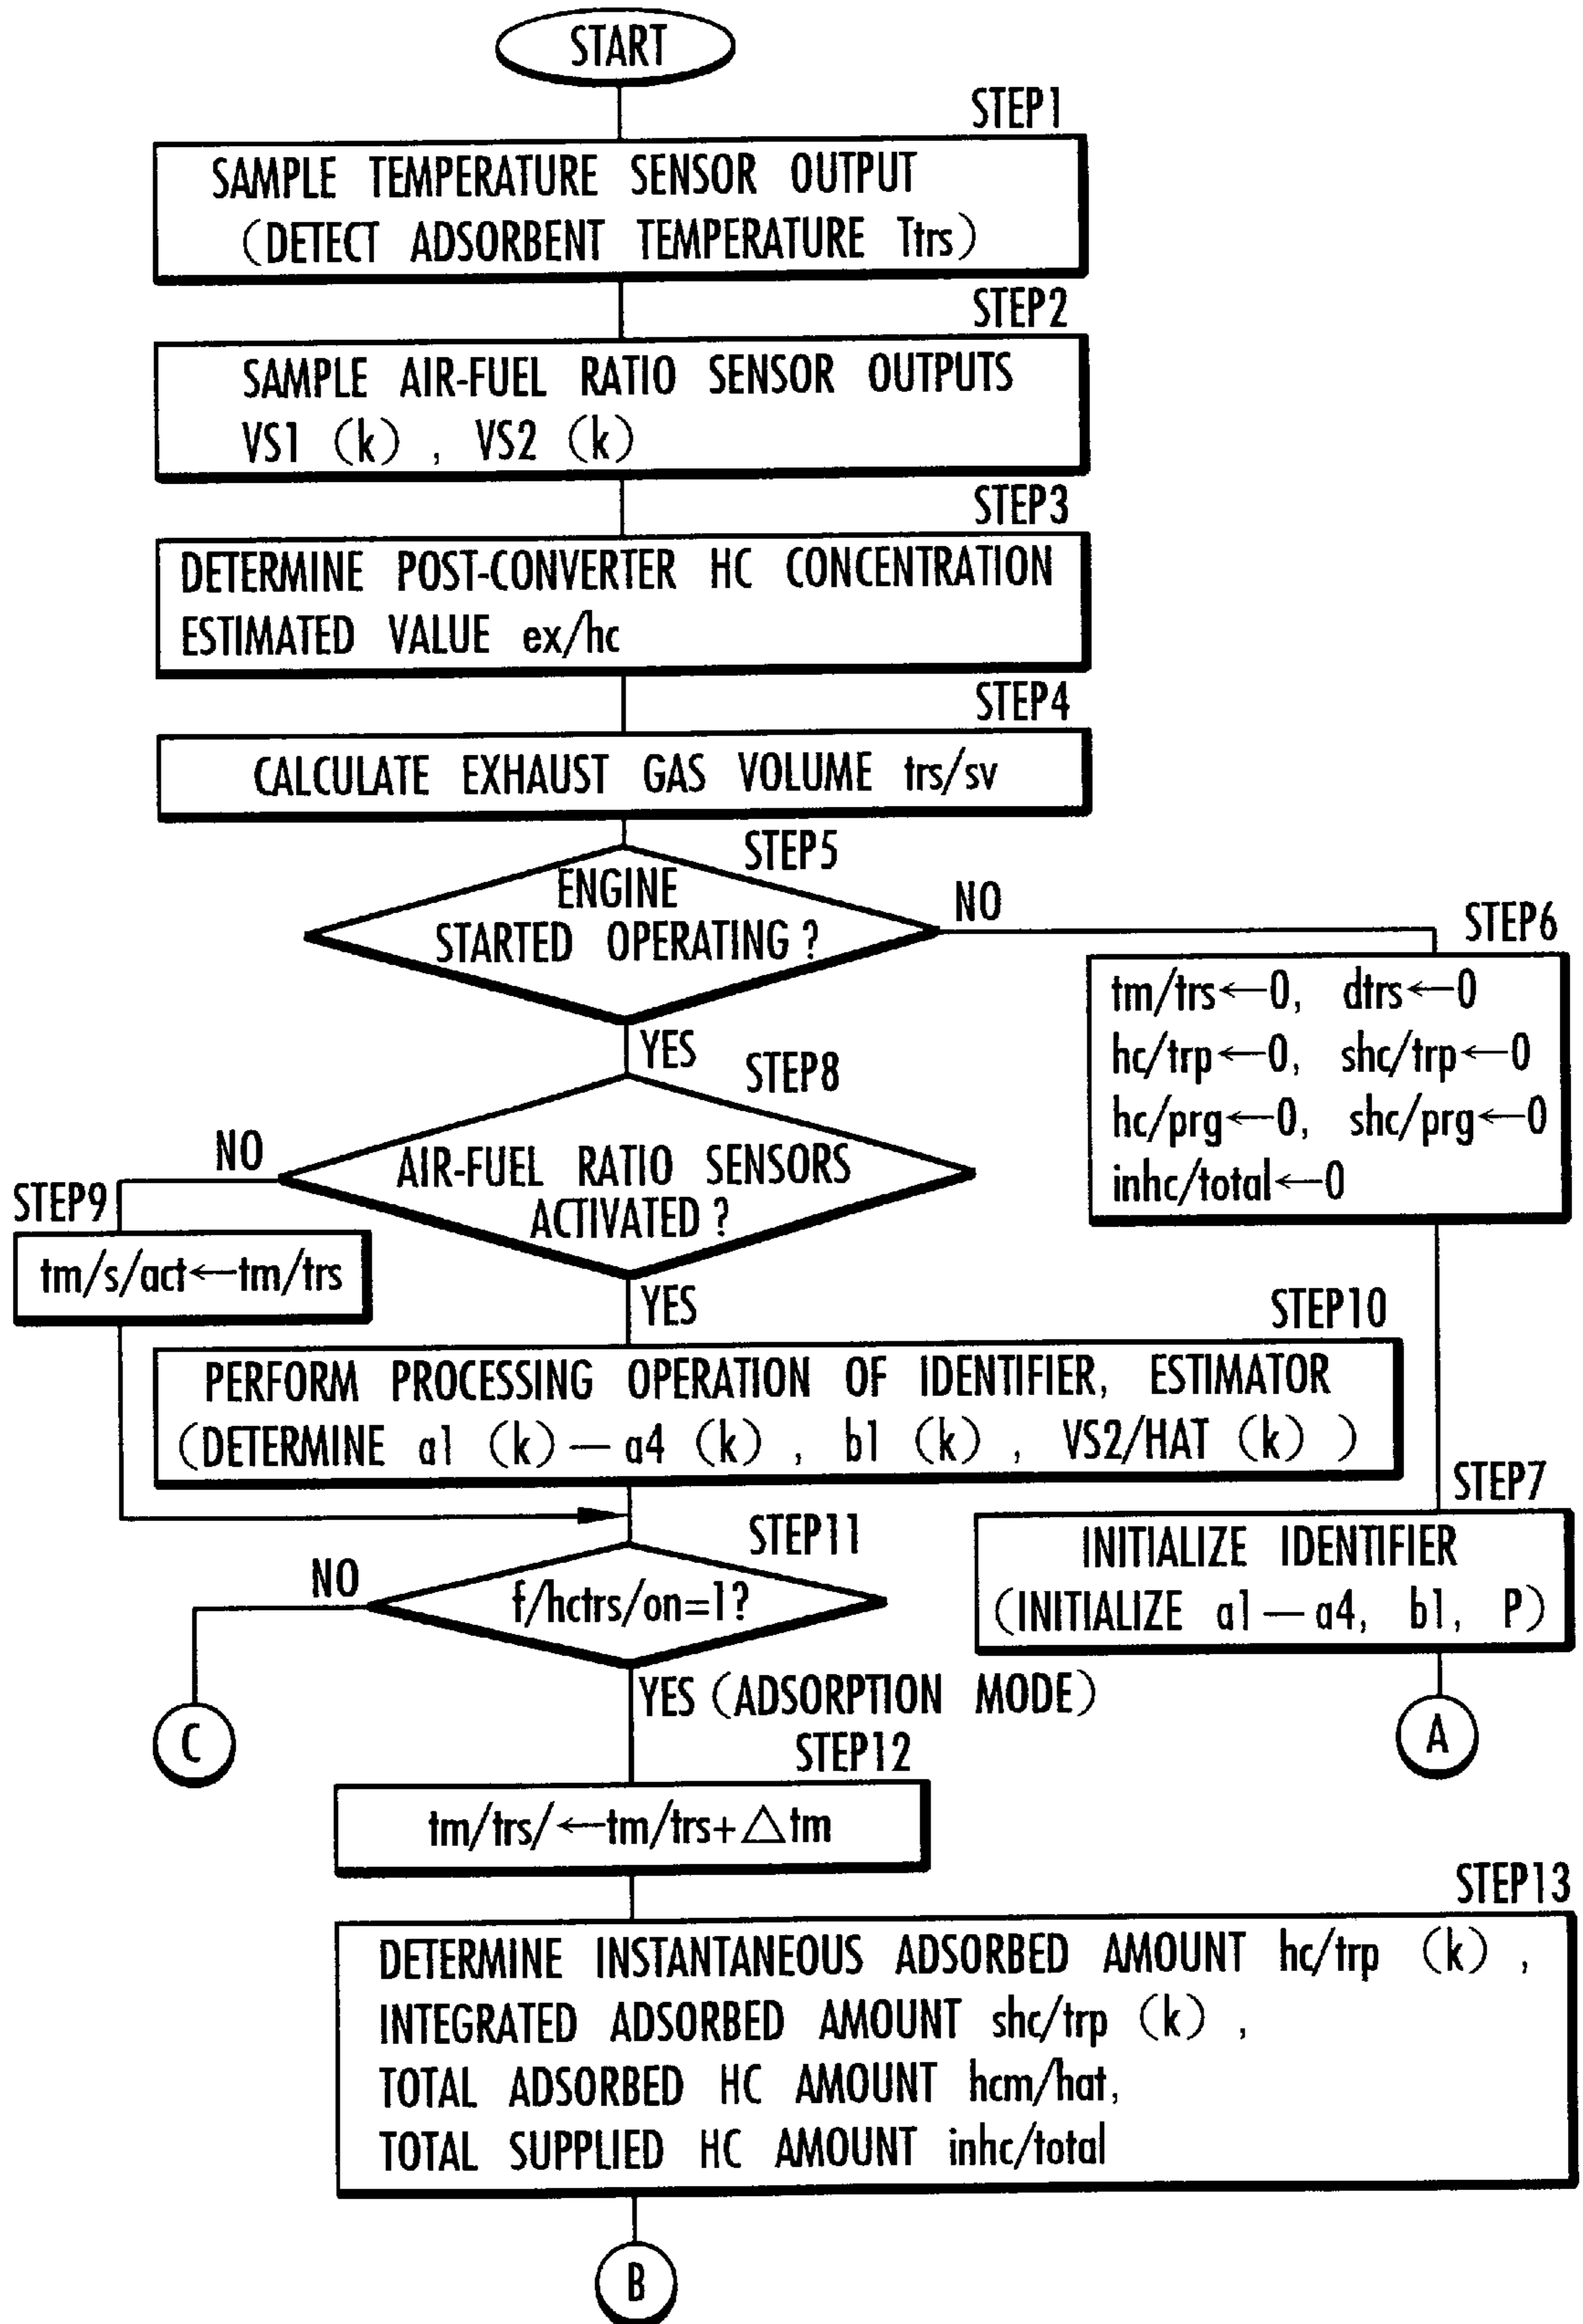 START
STEP1
SAMPLE TEMPERATURE SENSOR OUTPUT
(DETECT ADSORBENT TEMPERATURE Ttrs)
STEP2
SAMPLE AIR-FUEL RATIO SENSOR OUTPUTS
VS1 (k) , VS2 (k)
STEP3
DETERMINE POST-CONVERTER HC CONCENTRATION
ESTIMATED VALUE ex/hc
STEP4
CALCULATE EXHAUST GAS VOLUME trs/sv
STEP5
ENGINE
STARTED OPERATING ?
NO
YES
STEP6
tm/trs←0, dtrs←0
hc/trp←0, shc/trp←0
hc/prg←0, shc/prg←0
inhc/total←0
STEP8
AIR-FUEL RATIO SENSORS
ACTIVATED ?
NO
YES
STEP9
tm/s/act←tm/trs
STEP10
PERFORM PROCESSING OPERATION OF IDENTIFIER, ESTIMATOR
(DETERMINE a1 (k) — a4 (k) , b1 (k) , VS2/HAT (k) )
STEP7
INITIALIZE IDENTIFIER
(INITIALIZE a1 — a4, b1, P)
A
STEP11
f/hctrs/on=1?
NO
C
YES (ADSORPTION MODE)
STEP12
tm/trs/←tm/trs+△tm
STEP13
DETERMINE INSTANTANEOUS ADSORBED AMOUNT hc/trp (k) ,
INTEGRATED ADSORBED AMOUNT shc/trp (k) ,
TOTAL ADSORBED HC AMOUNT hcm/hat,
TOTAL SUPPLIED HC AMOUNT inhc/total
B